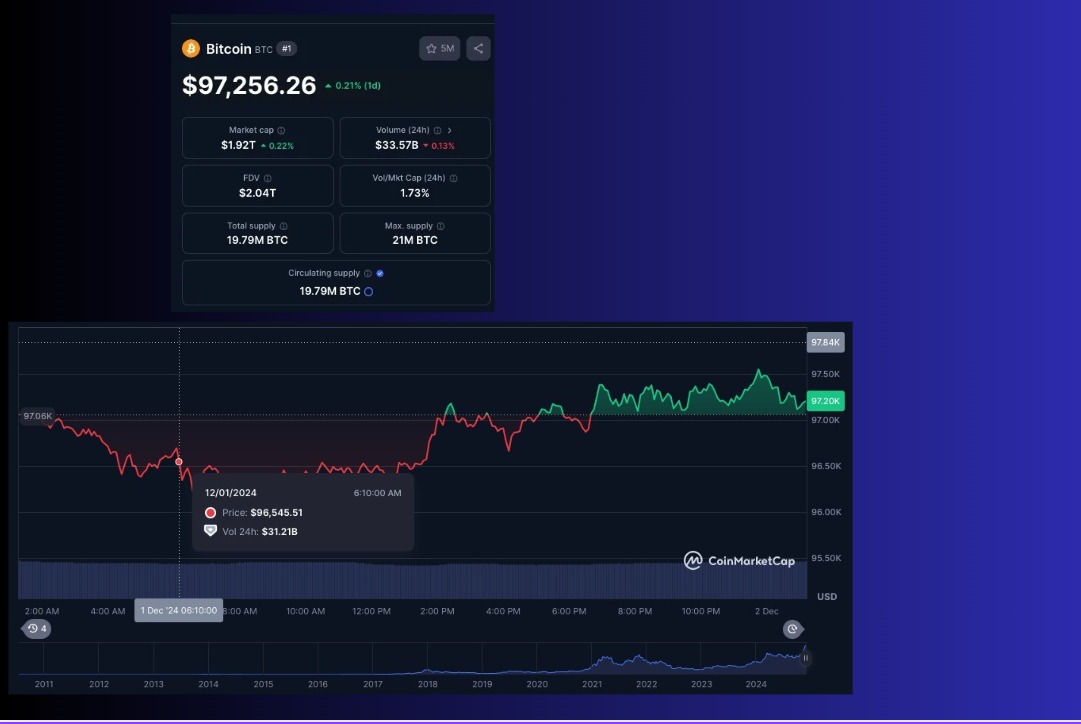 Bitcoin BTC #1 5M
$97,256.26 0.21% (1d)
Market cap Volume (24h)
$1.92T 0.22% $33.57B 0.13%
FDV Vol/Mkt Cap (24h)
$2.04T 1.73%
Total supply Max. supply
19.79M BTC 21M BTC
Circulating supply
19.79M BTC
97.84K
97.50K
97.20K
97.06K
97.00K
96.50K
12/01/2024 6:10:00 AM
Price: $96,545.51
96.00K
Vol 24h: $31.21B
95.50K
CoinMarketCap
USD
2:00 AM 4:00 AM 1 Dec '24 06:10:00 8:00 AM 10:00 AM 12:00 PM 2:00 PM 4:00 PM 6:00 PM 8:00 PM 10:00 PM 2 Dec
4
2011 2012 2013 2014 2015 2016 2017 2018 2019 2020 2021 2022 2023 2024